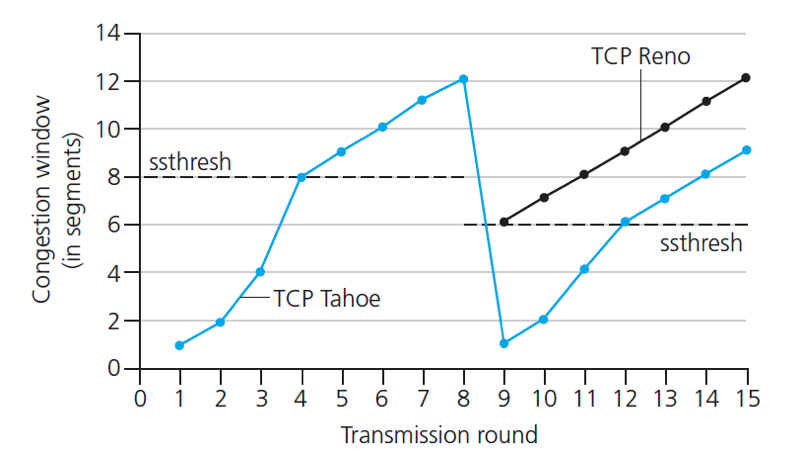 14
TCP Reno
12
10
ssthresh
8
6
ssthresh
4
TCP Tahoe
2
0
Congestion window
(in segments)
0 1 2 3 4 5 6 7 8 9 10 11 12 13 14 15
Transmission round